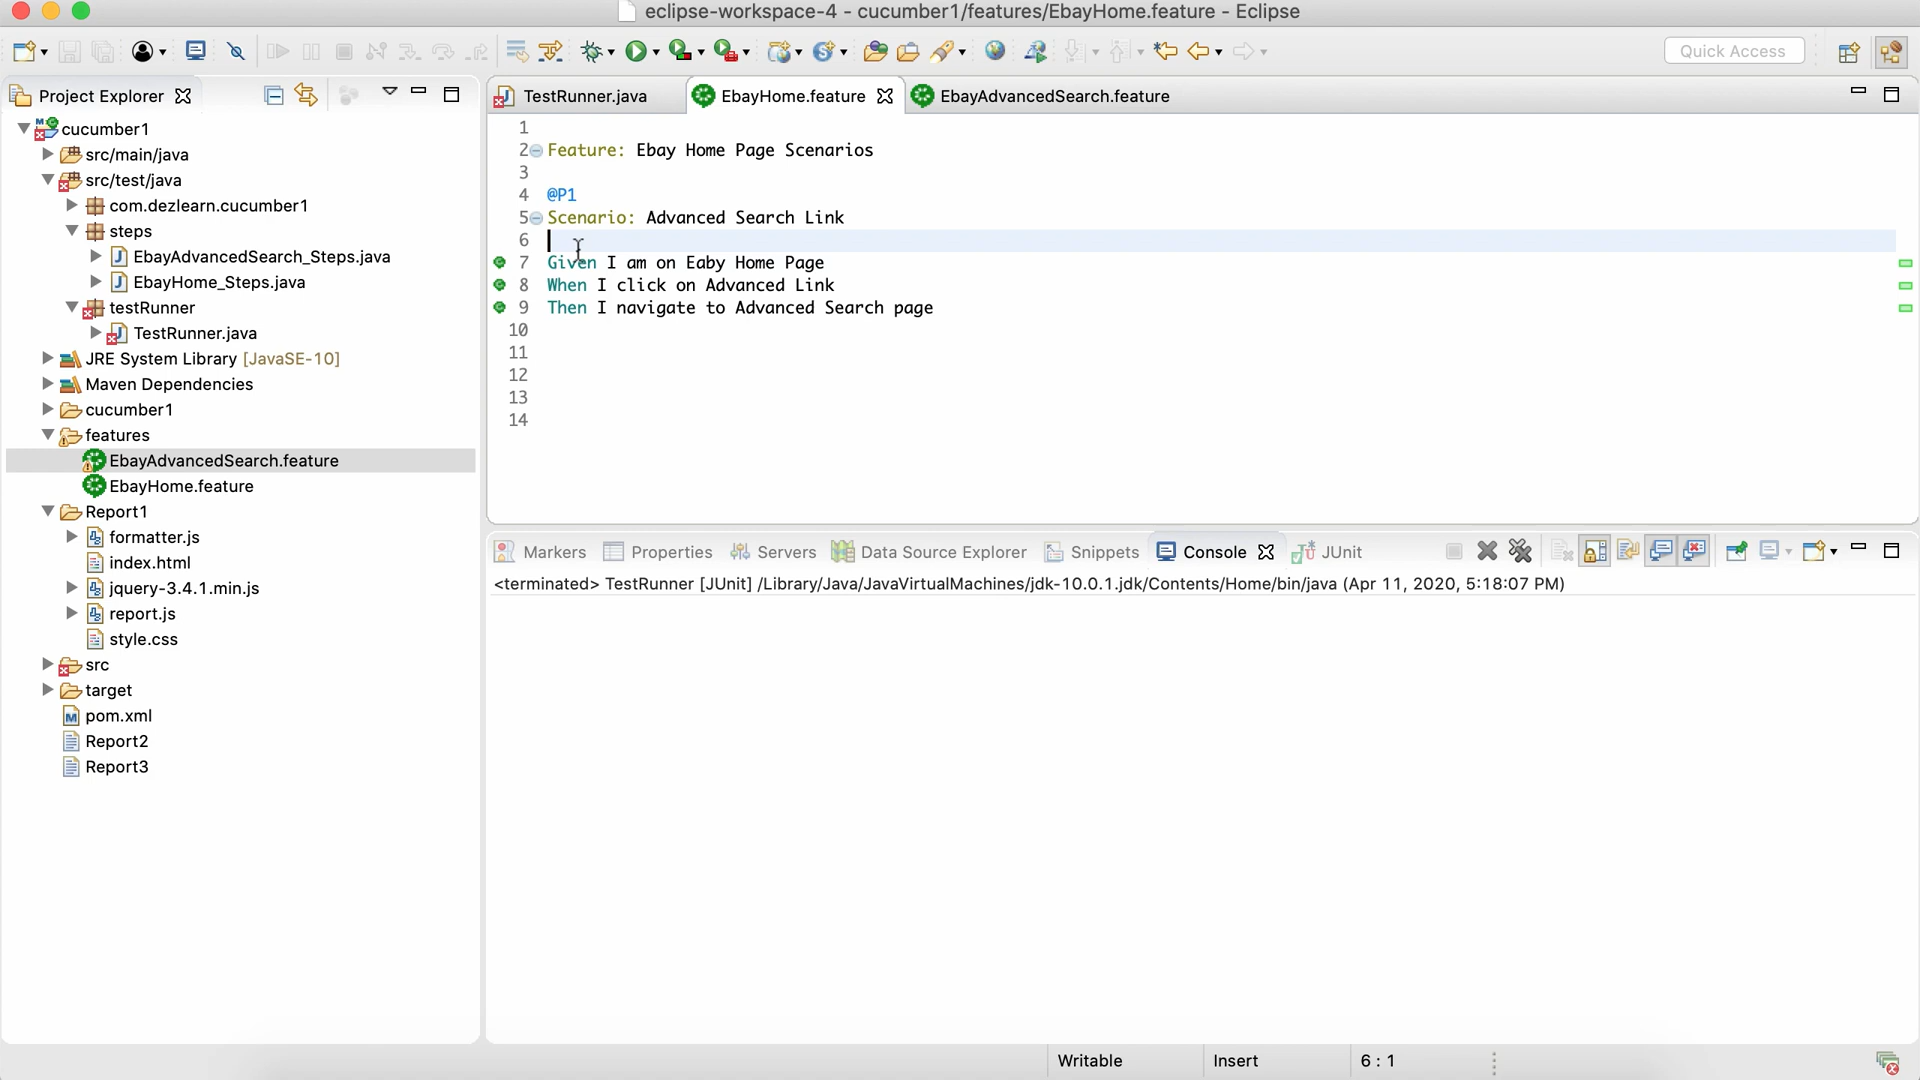 eclipse-workspace-4 - cucumber1/features/EbayHome.feature - Eclipse
Quick Access
Project Explorer
cucumber1
src/main/java
src/test/java
com.dezlearn.cucumber1
steps
EbayAdvancedSearch_Steps.java
EbayHome_Steps.java
testRunner
TestRunner.java
JRE System Library [JavaSE-10]
Maven Dependencies
cucumber1
features
EbayAdvancedSearch.feature
EbayHome.feature
Report1
formatter.js
index.html
jquery-3.4.1.min.js
report.js
style.css
src
target
pom.xml
Report2
Report3
TestRunner.java EbayHome.feature EbayAdvancedSearch.feature
1
2 Feature: Ebay Home Page Scenarios
3
4 @P1
5 Scenario: Advanced Search Link
6
7 Given I am on Eaby Home Page
8 When I click on Advanced Link
9 Then I navigate to Advanced Search page
10
11
12
13
14
Markers Properties Servers Data Source Explorer Snippets Console JUnit
<terminated> TestRunner [JUnit] /Library/Java/JavaVirtualMachines/jdk-10.0.1.jdk/Contents/Home/bin/java (Apr 11, 2020, 5:18:07 PM)
Writable Insert 6 : 1